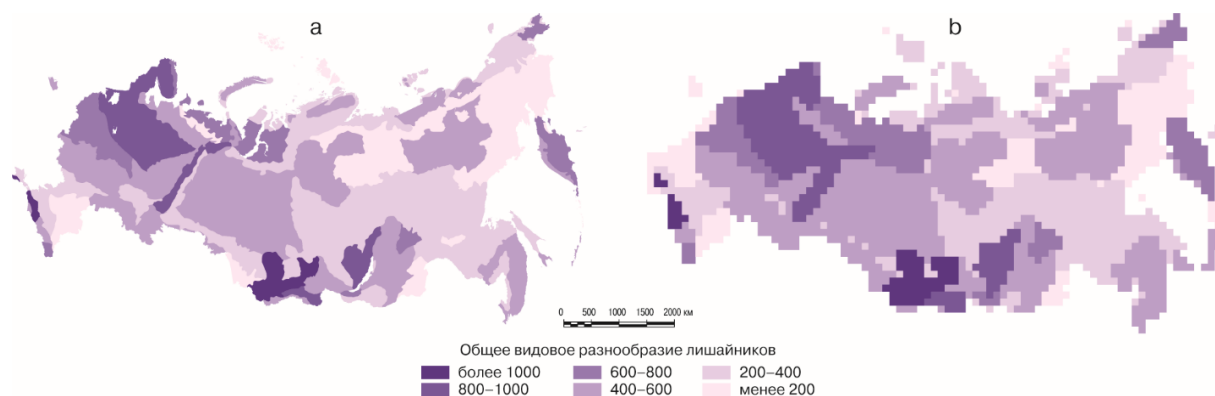 a
b
0 500 1000 1500 2000 км
Общее видовое разнообразие лишайников
более 1000
600–800
200–400
800–1000
400–600
менее 200